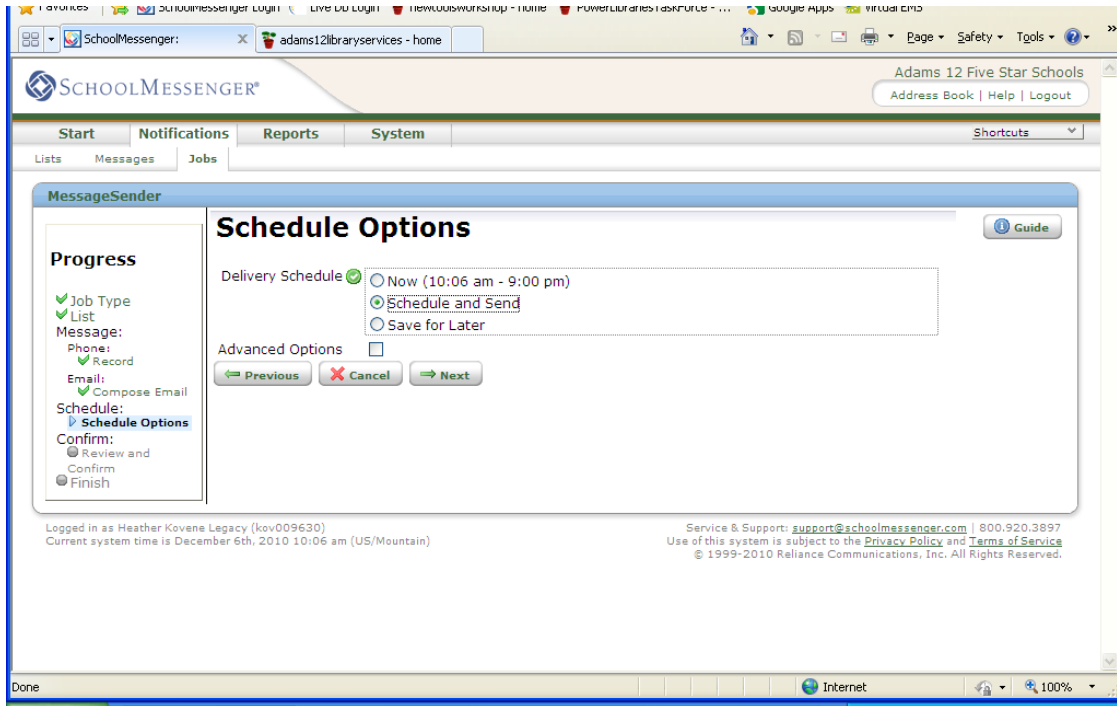 Favorites SchoolMessenger Login Live DD Login newtoolsworkshop - home PowerLibrariesTaskForce - ... Google Apps Virtual EMS
SchoolMessenger: X adams12libraryservices - home Page Safety Tools »
SCHOOLMESSENGER®
Adams 12 Five Star Schools
Address Book | Help | Logout
Start Notifications Reports System Shortcuts
Lists Messages Jobs
MessageSender
Schedule Options
Guide
Progress
Job Type
List
Message:
Phone:
Record
Email:
Compose Email
Schedule:
Schedule Options
Confirm:
Review and
Confirm
Finish
Delivery Schedule
Now (10:06 am - 9:00 pm)
Schedule and Send
Save for Later
Advanced Options
Previous Cancel Next
Logged in as Heather Kovene Legacy (kov009630)
Current system time is December 6th, 2010 10:06 am (US/Mountain)
Service & Support: support@schoolmessenger.com | 800.920.3897
Use of this system is subject to the Privacy Policy and Terms of Service
© 1999-2010 Reliance Communications, Inc. All Rights Reserved.
Done Internet 100%